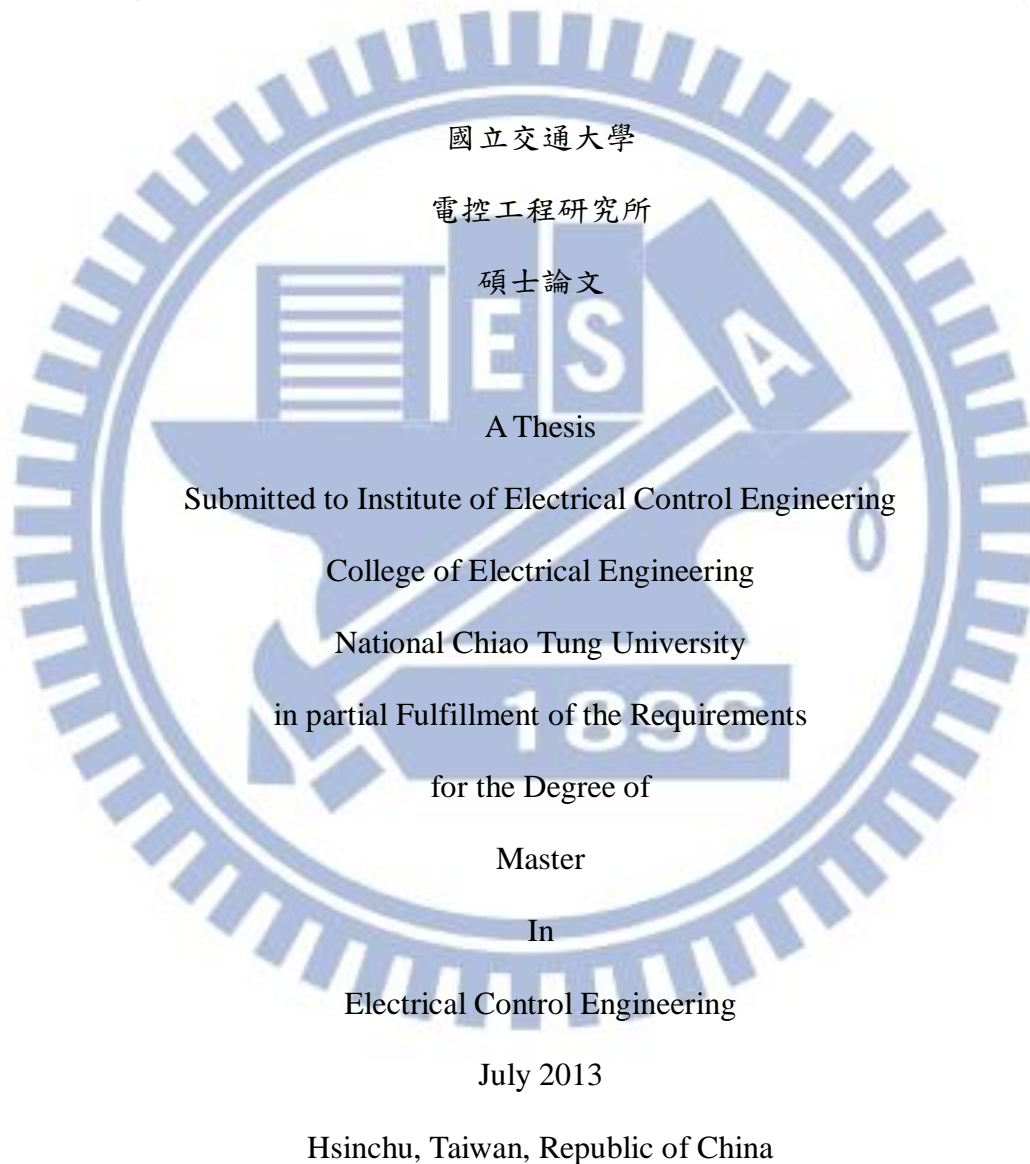 國立交通大學
電控工程研究所
碩士論文
E S A
A Thesis
Submitted to Institute of Electrical Control Engineering
College of Electrical Engineering
National Chiao Tung University
in partial Fulfillment of the Requirements
1896
for the Degree of
Master
In
Electrical Control Engineering
July 2013
Hsinchu, Taiwan, Republic of China